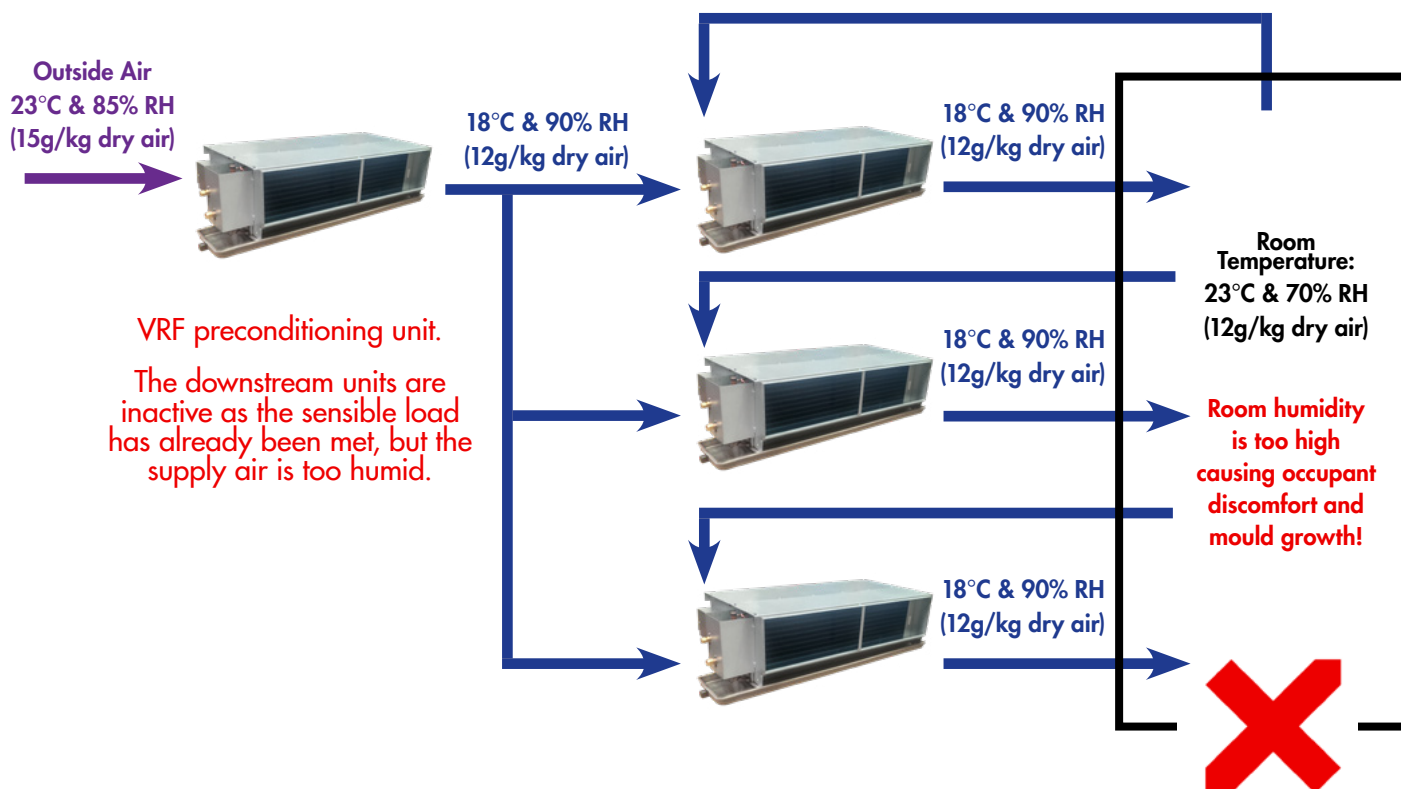 Outside Air
23°C & 85% RH
(15g/kg dry air)
18°C & 90% RH
(12g/kg dry air)
18°C & 90% RH
(12g/kg dry air)
VRF preconditioning unit.
The downstream units are
inactive as the sensible load
has already been met, but the
supply air is too humid.
18°C & 90% RH
(12g/kg dry air)
18°C & 90% RH
(12g/kg dry air)
Room
Temperature:
23°C & 70% RH
(12g/kg dry air)
Room humidity
is too high
causing occupant
discomfort and
mould growth!